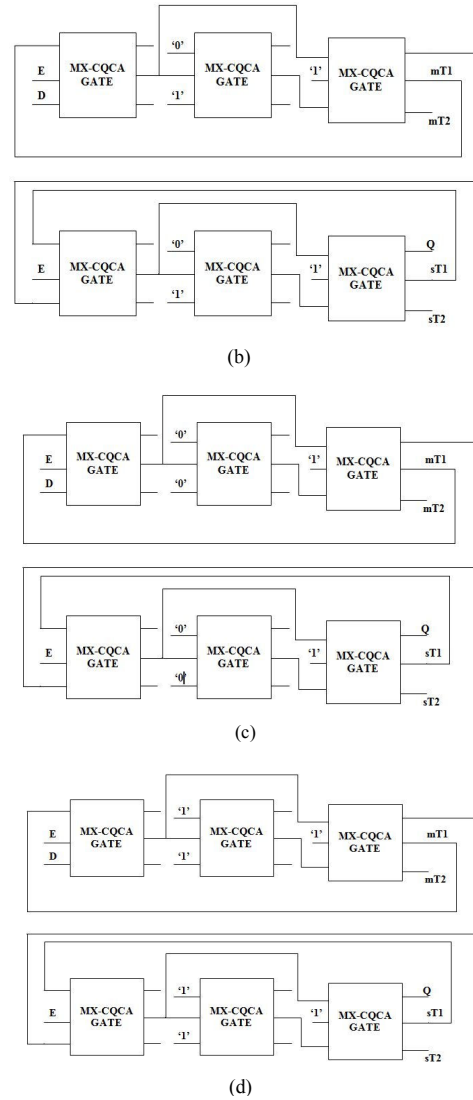 MX-CQCA GATE MX-CQCA GATE MX-CQCA GATE
E D '0' '1' '1' mT1 mT2
MX-CQCA GATE MX-CQCA GATE MX-CQCA GATE
E '0' '1' '1' Q sT1 sT2
(b)
MX-CQCA GATE MX-CQCA GATE MX-CQCA GATE
E D '0' '0' '1' mT1 mT2
MX-CQCA GATE MX-CQCA GATE MX-CQCA GATE
E '0' '0' '1' Q sT1 sT2
(c)
MX-CQCA GATE MX-CQCA GATE MX-CQCA GATE
E D '1' '1' '1' mT1 mT2
MX-CQCA GATE MX-CQCA GATE MX-CQCA GATE
E '1' '1' '1' Q sT1 sT2
(d)